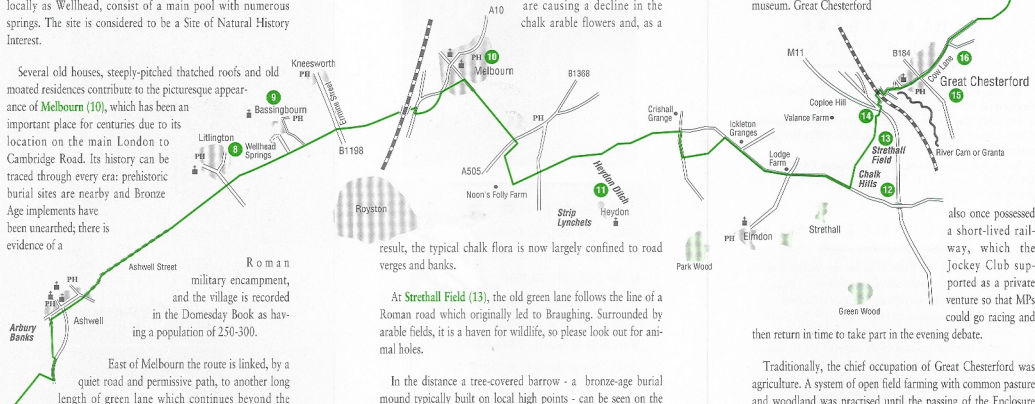 locally as Wellhead, consist of a main pool with numerous
springs. The site is considered to be a Site of Natural History
Interest.
Several old houses, steeply-pitched thatched roofs and old
moated residences contribute to the picturesque appear-
ance of Melbourn (10), which has been an
important place for centuries due to its
location on the main London to
Cambridge Road. Its history can be
traced through every era: prehistoric
burial sites are nearby and Bronze
Age implements have
been unearthed; there is
evidence of a
Roman
military encampment,
and the village is recorded
in the Domesday Book as hav-
ing a population of 250-300.
East of Melbourn the route is linked, by a
quiet road and permissive path, to another long
length of green lane which continues beyond the
are causing a decline in the
chalk arable flowers and, as a
result, the typical chalk flora is now largely confined to road
verges and banks.
At Strethall Field (13), the old green lane follows the line of a
Roman road which originally led to Braughing. Surrounded by
arable fields, it is a haven for wildlife, so please look out for ani-
mal holes.
In the distance a tree-covered barrow - a bronze-age burial
mound typically built on local high points - can be seen on the
museum. Great Chesterford
also once possessed
a short-lived rail-
way, which the
Jockey Club sup-
ported as a private
venture so that MPs
could go racing and
then return in time to take part in the evening debate.
Traditionally, the chief occupation of Great Chesterford was
agriculture. A system of open field farming with common pasture
and woodland was practised until the passing of the Enclosure
Arbury
Banks
PH
PH
Ashwell
Ashwell Street
Litlington
PH
8
Wellhead
Springs
9
Bassingbourn
PH
Kneesworth
PH
Ermine Street
B1198
Royston
A10
10
PH
Melbourn
A505
Noon's Folly Farm
PH
B1368
11
Heydon Ditch
Strip
Lynchets
Heydon
Crishall
Grange
Ickleton
Granges
Lodge
Farm
PH
Elmdon
Park Wood
Strethall
Green Wood
M11
Coploe Hill
Valance Farm
14
13
Strethall
Field
Chalk
Hills
12
B184
PH
Cow Lane
16
Great Chesterford
15
River Cam or Granta